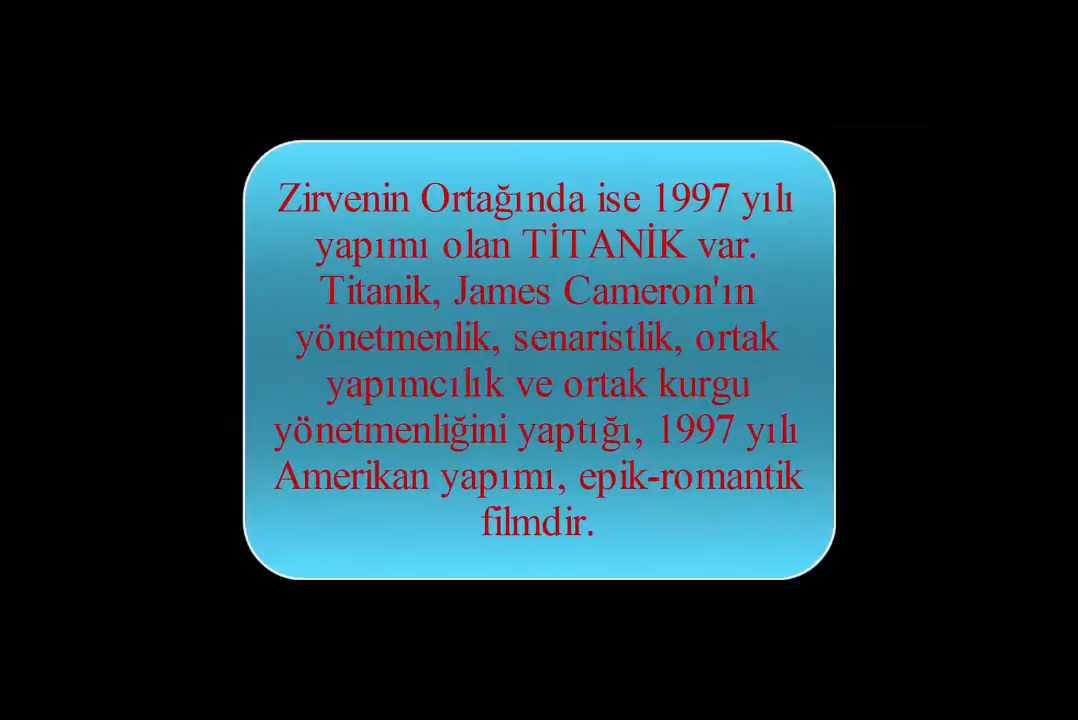 Zirvenin Ortağında ise 1997 yılı
yapımı olan TİTANİK var.
Titanik, James Cameron'ın
yönetmenlik, senaristlik, ortak
yapımcılık ve ortak kurgu
yönetmenliğini yaptığı, 1997 yılı
Amerikan yapımı, epik-romantik
filmdir.